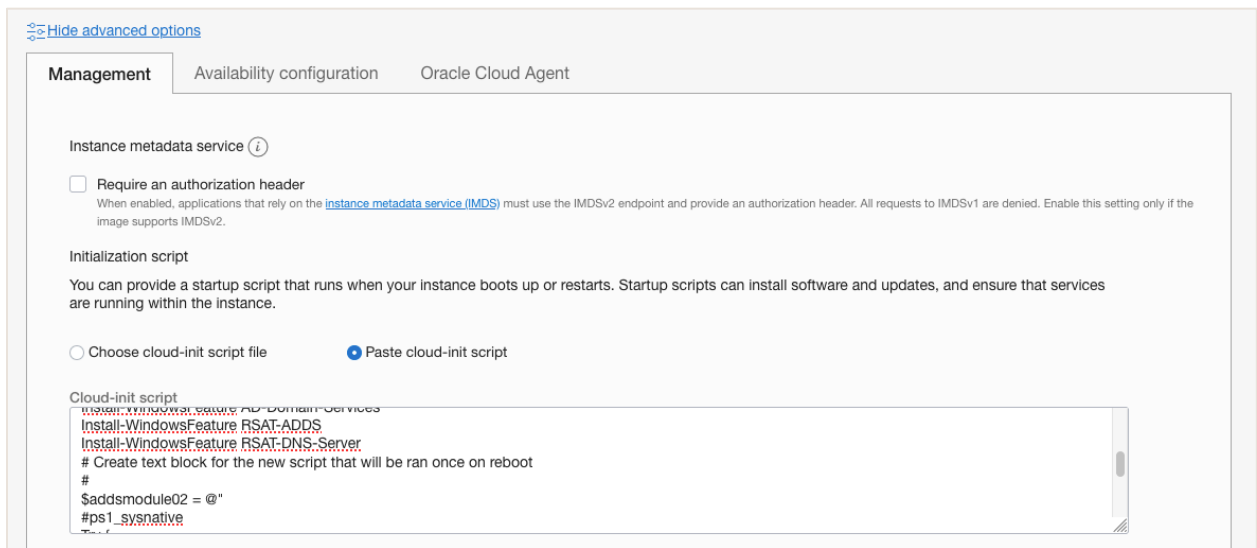 Hide advanced options
Management
Availability configuration
Oracle Cloud Agent
Instance metadata service i
Require an authorization header
When enabled, applications that rely on the instance metadata service (IMDS) must use the IMDSv2 endpoint and provide an authorization header. All requests to IMDSv1 are denied. Enable this setting only if the
image supports IMDSv2.
Initialization script
You can provide a startup script that runs when your instance boots up or restarts. Startup scripts can install software and updates, and ensure that services
are running within the instance.
Choose cloud-init script file
Paste cloud-init script
Cloud-init script
Install-WindowsFeature AD-Domain-Services
Install-WindowsFeature RSAT-ADDS
Install-WindowsFeature RSAT-DNS-Server
# Create text block for the new script that will be ran once on reboot
#
$addsmodule02 = @"
#ps1_sysnative
Try {